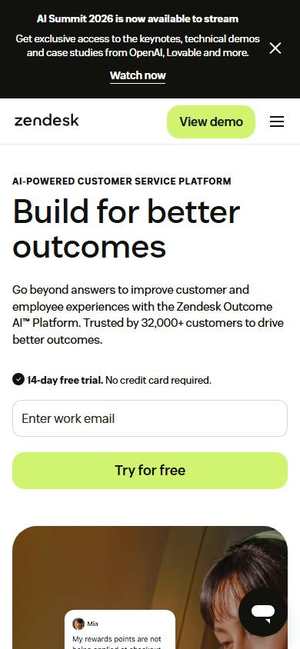 AI Summit 2026 is now available to stream
Get exclusive access to the keynotes, technical demos
and case studies from OpenAI, Lovable and more.
Watch now
zendesk
View demo
AI-POWERED CUSTOMER SERVICE PLATFORM
Build for better
outcomes
Go beyond answers to improve customer and
employee experiences with the Zendesk Outcome
AI™ Platform. Trusted by 32,000+ customers to drive
better outcomes.
14-day free trial. No credit card required.
Enter work email
Try for free
Mia
My rewards points are not
being applied at checkout